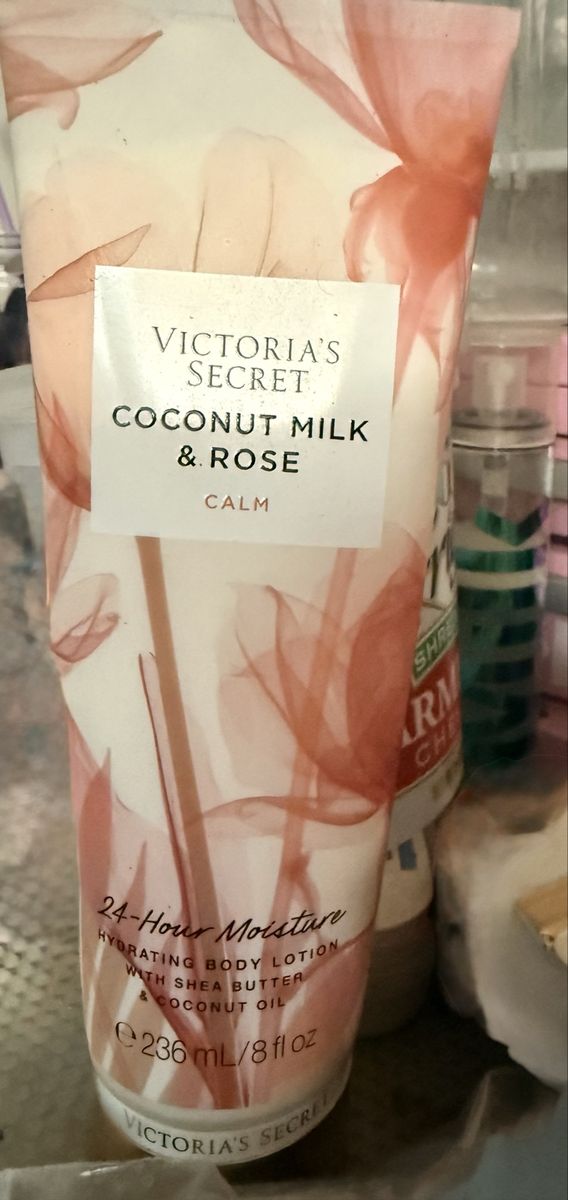 VICTORIA'S
SECRET
COCONUT MILK
& ROSE
CALM
24-Hour Moisture
HYDRATING BODY LOTION
WITH SHEA BUTTER
& COCONUT OIL
℮ 236 mL/8 fl oz
VICTORIA'S SECRET